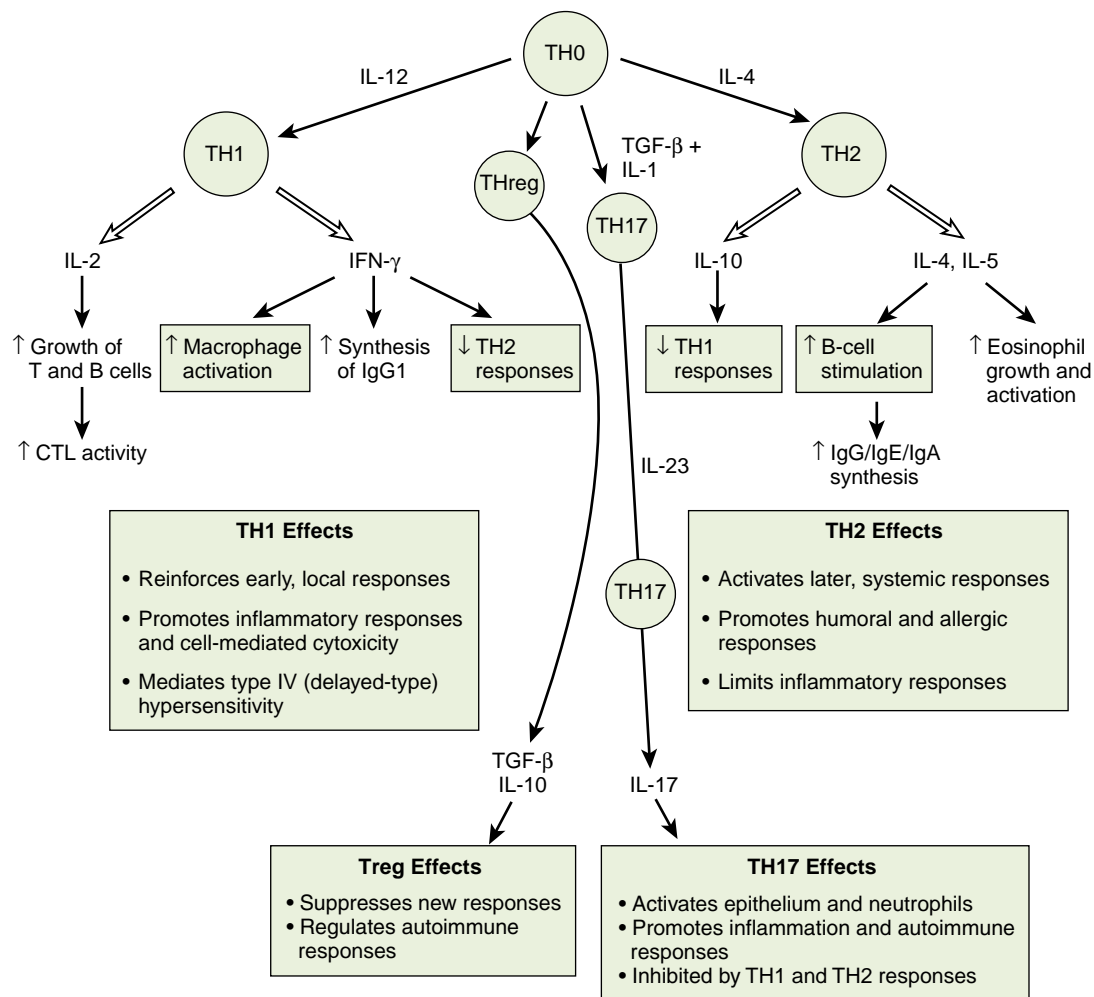 TH0
IL-12
IL-4
TH1
THreg
TGF-β +
IL-1
TH2
TH17
IL-2
IFN-γ
IL-10
IL-4, IL-5
↑ Growth of
T and B cells
↑ Macrophage
activation
↑ Synthesis
of IgG1
↓ TH2
responses
↓ TH1
responses
↑ B-cell
stimulation
↑ Eosinophil
growth and
activation
↑ CTL activity
↑ IgG/IgE/IgA
synthesis
IL-23
TH1 Effects
• Reinforces early, local responses
• Promotes inflammatory responses
and cell-mediated cytoxicity
• Mediates type IV (delayed-type)
hypersensitivity
TH17
TH2 Effects
• Activates later, systemic responses
• Promotes humoral and allergic
responses
• Limits inflammatory responses
TGF-β
IL-10
IL-17
Treg Effects
• Suppresses new responses
• Regulates autoimmune
responses
TH17 Effects
• Activates epithelium and neutrophils
• Promotes inflammation and autoimmune
responses
• Inhibited by TH1 and TH2 responses